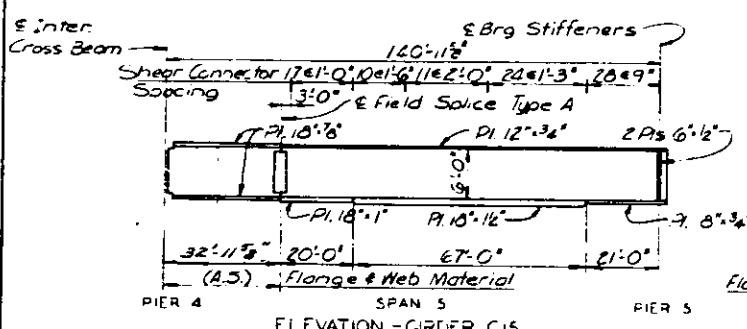 ℄ Inter.
Cross Beam
℄ Brg Stiffeners
140'-11⅝"
Shear Connector 17@1'-0" 10@1'-6" 11@2'-0" 24@1'-3" 28@9"
Spacing
3'-0"
℄ Field Splice Type A
Pl. 18"×⅞"
Pl. 12"×¾"
2 Pls 6"×½"
6'-0"
Pl. 18"×1"
Pl. 18"×1½"
Pl. 8"×¾"
32'-11⅝" 20'-0" 67'-0" 21'-0"
(A.S.) Flange & Web Material
PIER 4 SPAN 5 PIER 5
ELEVATION - GIRDER C15